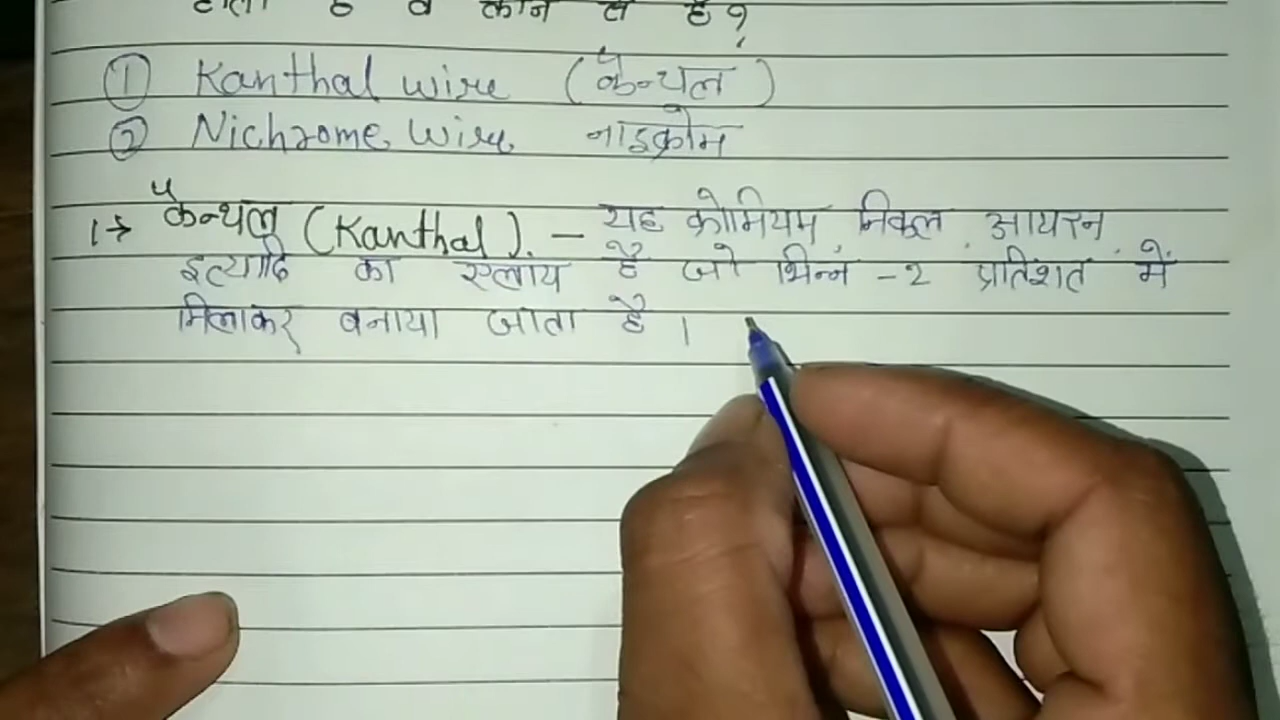 होता है वे कौन से है?
① Kanthal wire (कैन्थल)
② Nichrome wire नाइक्रोम
1→ कैन्थल (Kanthal). – यह क्रोमियम, निकल, आयरन,
इत्यादि का एलाय है जो भिन्न -2 प्रतिशत में
मिलाकर बनाया जाता है ।